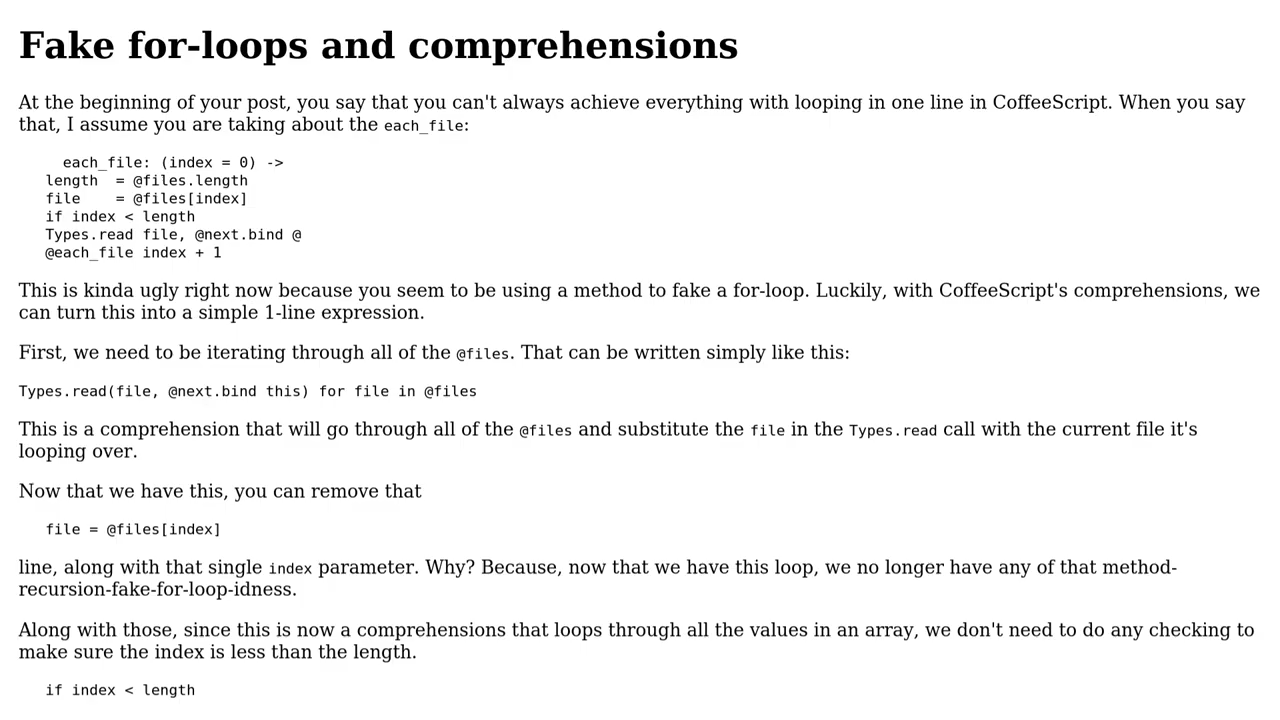 Fake for-loops and comprehensions
At the beginning of your post, you say that you can't always achieve everything with looping in one line in CoffeeScript. When you say
that, I assume you are taking about the each_file:
each_file: (index = 0) ->
length  = @files.length
file    = @files[index]
if index < length
Types.read file, @next.bind @
@each_file index + 1
This is kinda ugly right now because you seem to be using a method to fake a for-loop. Luckily, with CoffeeScript's comprehensions, we
can turn this into a simple 1-line expression.
First, we need to be iterating through all of the @files. That can be written simply like this:
Types.read(file, @next.bind this) for file in @files
This is a comprehension that will go through all of the @files and substitute the file in the Types.read call with the current file it's
looping over.
Now that we have this, you can remove that
file = @files[index]
line, along with that single index parameter. Why? Because, now that we have this loop, we no longer have any of that method-
recursion-fake-for-loop-idness.
Along with those, since this is now a comprehensions that loops through all the values in an array, we don't need to do any checking to
make sure the index is less than the length.
if index < length